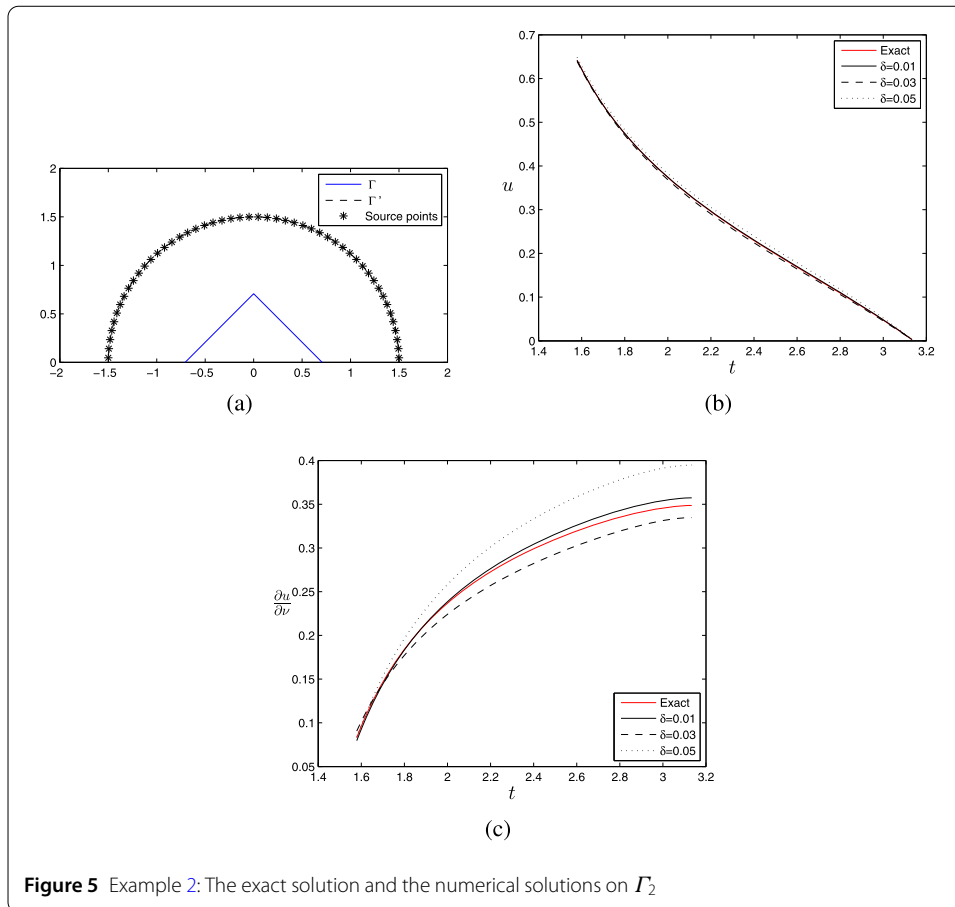 0.7
0.6
0.5
0.4
0.3
0.2
0.1
0
u
Exact
δ=0.01
δ=0.03
δ=0.05
1.4 1.6 1.8 2 2.2 2.4 2.6 2.8 3 3.2
t
(b)
2
1.5
1
0.5
0
Γ
Γ'
Source points
−2 −1.5 −1 −0.5 0 0.5 1 1.5 2
(a)
0.4
0.35
0.3
0.25
0.2
0.15
0.1
0.05
∂u/∂ν
Exact
δ=0.01
δ=0.03
δ=0.05
1.4 1.6 1.8 2 2.2 2.4 2.6 2.8 3 3.2
t
(c)
Figure 5 Example 2: The exact solution and the numerical solutions on Γ₂